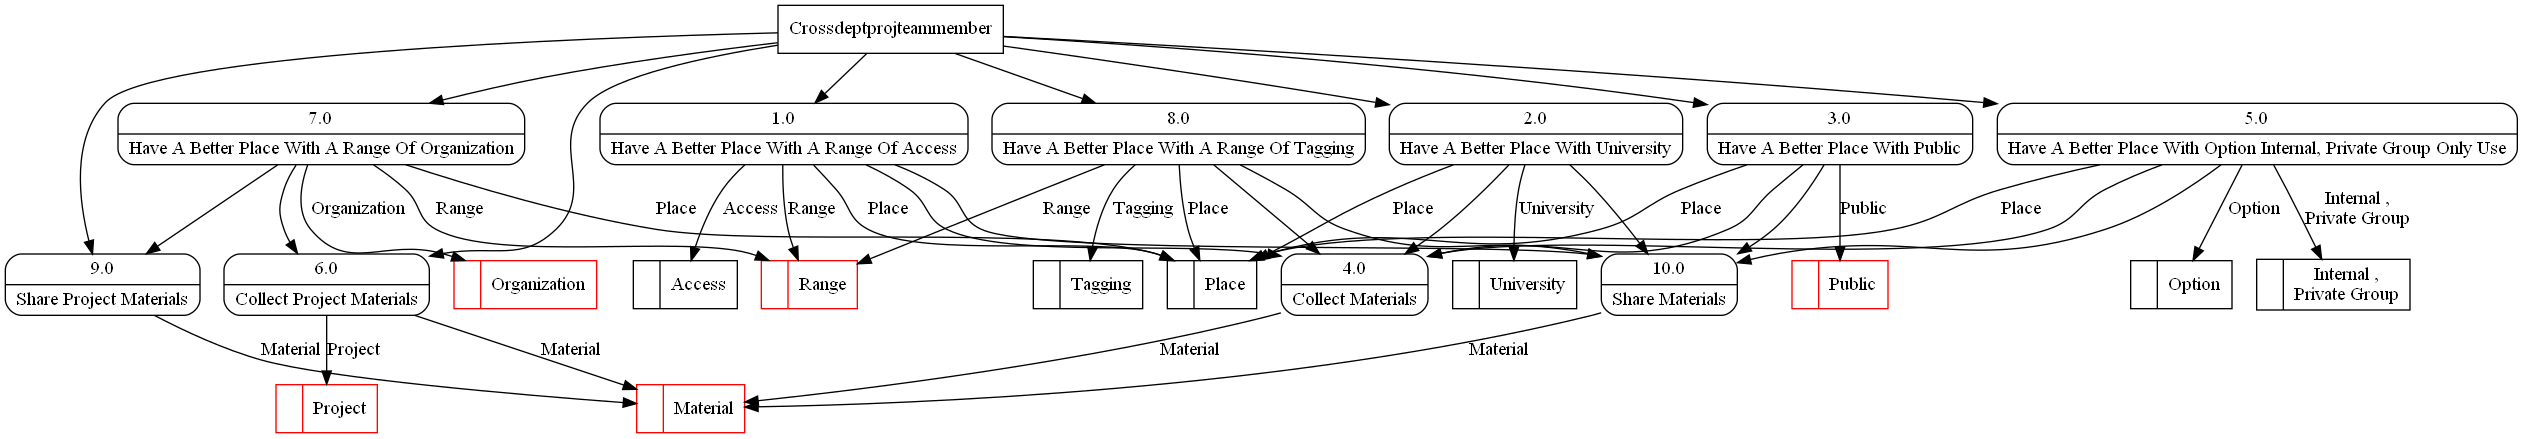 Crossdeptprojteammember
7.0
Have A Better Place With A Range Of Organization
1.0
Have A Better Place With A Range Of Access
8.0
Have A Better Place With A Range Of Tagging
2.0
Have A Better Place With University
3.0
Have A Better Place With Public
5.0
Have A Better Place With Option Internal, Private Group Only Use
Organization
Range
Place
Access
Range
Place
Range
Tagging
Place
Place
University
Place
Public
Place
Option
Internal ,
Private Group
9.0
Share Project Materials
6.0
Collect Project Materials
Organization
Access
Range
Tagging
Place
4.0
Collect Materials
University
10.0
Share Materials
Public
Option
Internal ,
Private Group
Material
Project
Material
Material
Material
Project
Material